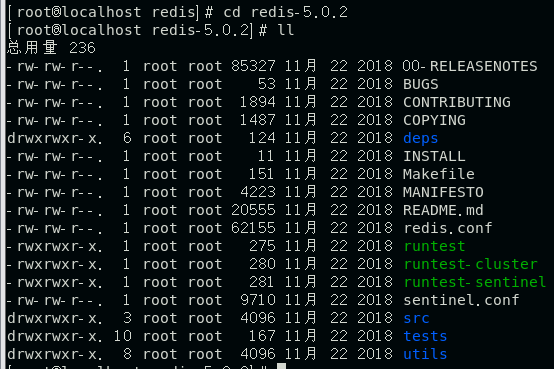 [root@localhost redis]# cd redis-5.0.2
[root@localhost redis-5.0.2]# ll
总用量 236
-rw-rw-r--. 1 root root 85327 11月 22 2018 00-RELEASENOTES
-rw-rw-r--. 1 root root 53 11月 22 2018 BUGS
-rw-rw-r--. 1 root root 1894 11月 22 2018 CONTRIBUTING
-rw-rw-r--. 1 root root 1487 11月 22 2018 COPYING
drwxrwxr-x. 6 root root 124 11月 22 2018 deps
-rw-rw-r--. 1 root root 11 11月 22 2018 INSTALL
-rw-rw-r--. 1 root root 151 11月 22 2018 Makefile
-rw-rw-r--. 1 root root 4223 11月 22 2018 MANIFESTO
-rw-rw-r--. 1 root root 20555 11月 22 2018 README.md
-rw-rw-r--. 1 root root 62155 11月 22 2018 redis.conf
-rwxrwxr-x. 1 root root 275 11月 22 2018 runtest
-rwxrwxr-x. 1 root root 280 11月 22 2018 runtest-cluster
-rwxrwxr-x. 1 root root 281 11月 22 2018 runtest-sentinel
-rw-rw-r--. 1 root root 9710 11月 22 2018 sentinel.conf
drwxrwxr-x. 3 root root 4096 11月 22 2018 src
drwxrwxr-x. 10 root root 167 11月 22 2018 tests
drwxrwxr-x. 8 root root 4096 11月 22 2018 utils
[root@localhost redis-5.0.2]#